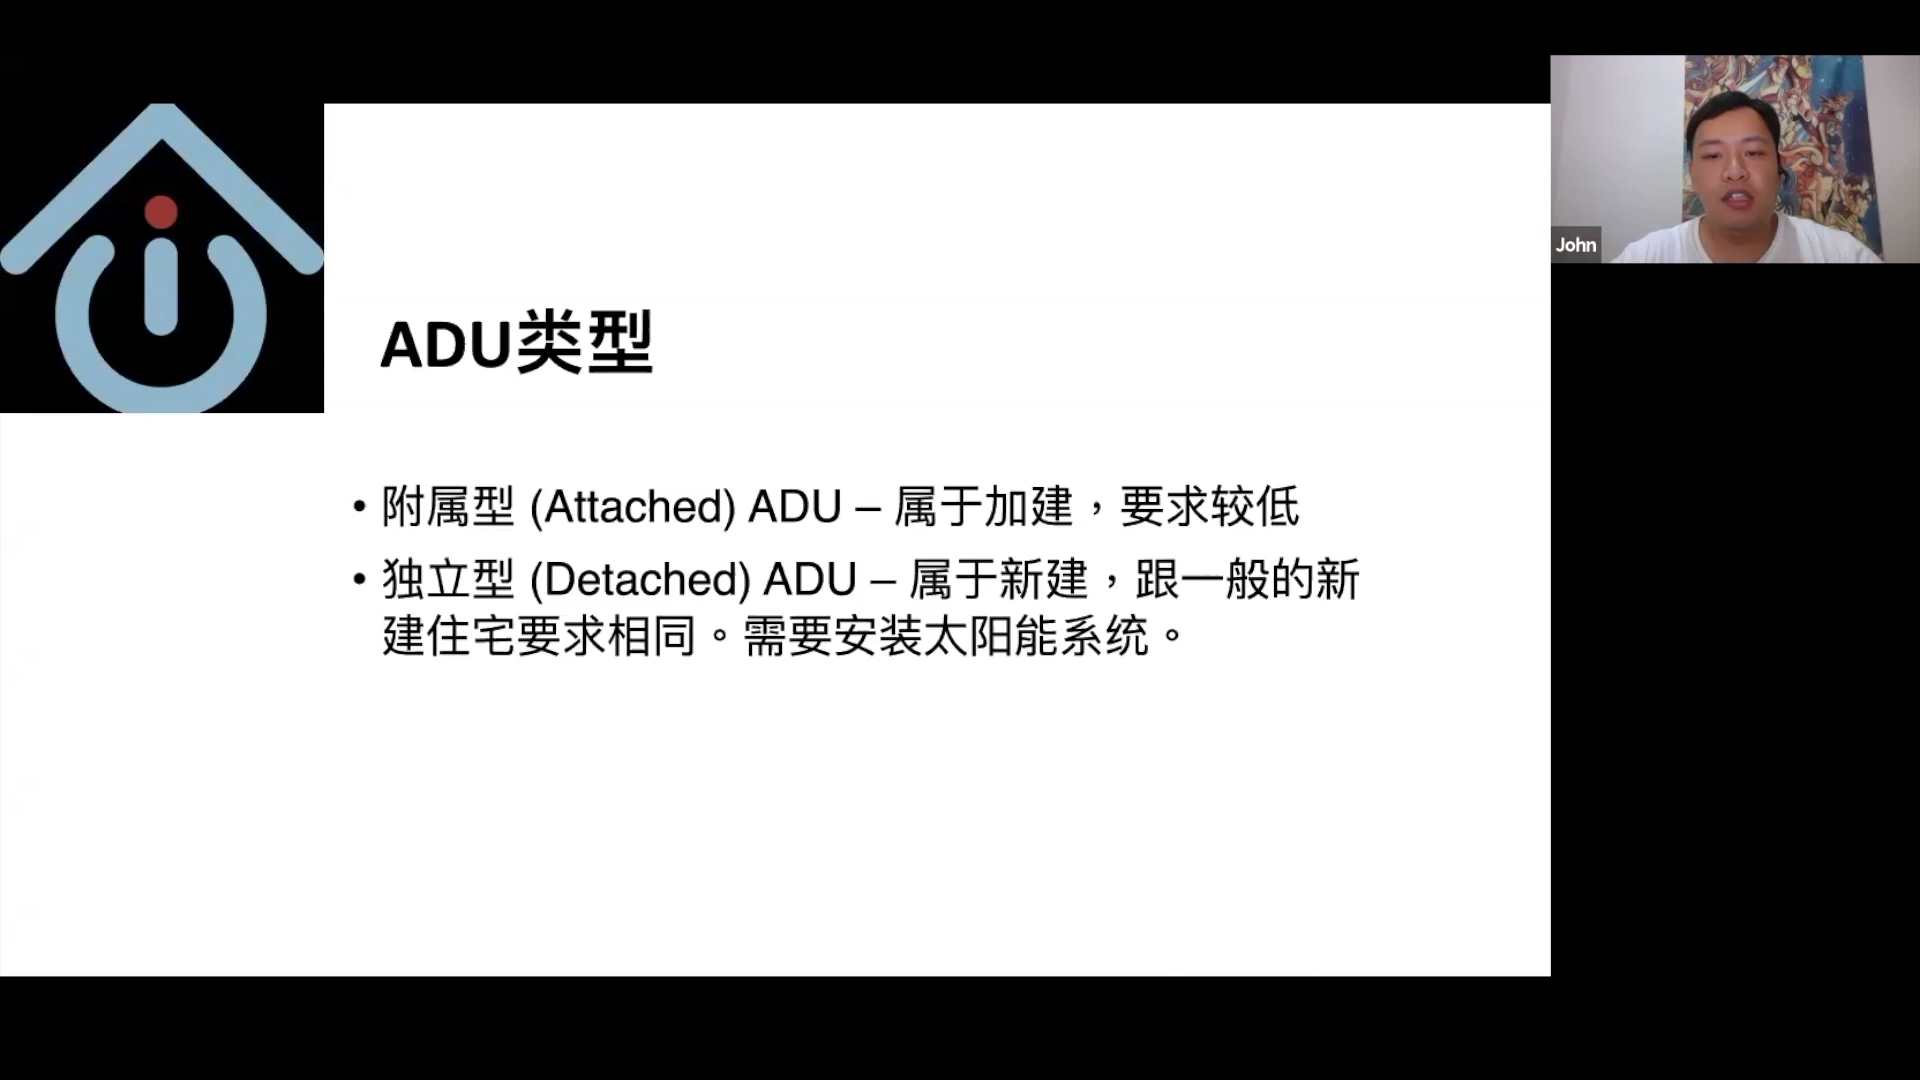 John
ADU类型
• 附属型 (Attached) ADU – 属于加建，要求较低
• 独立型 (Detached) ADU – 属于新建，跟一般的新
建住宅要求相同。需要安装太阳能系统。